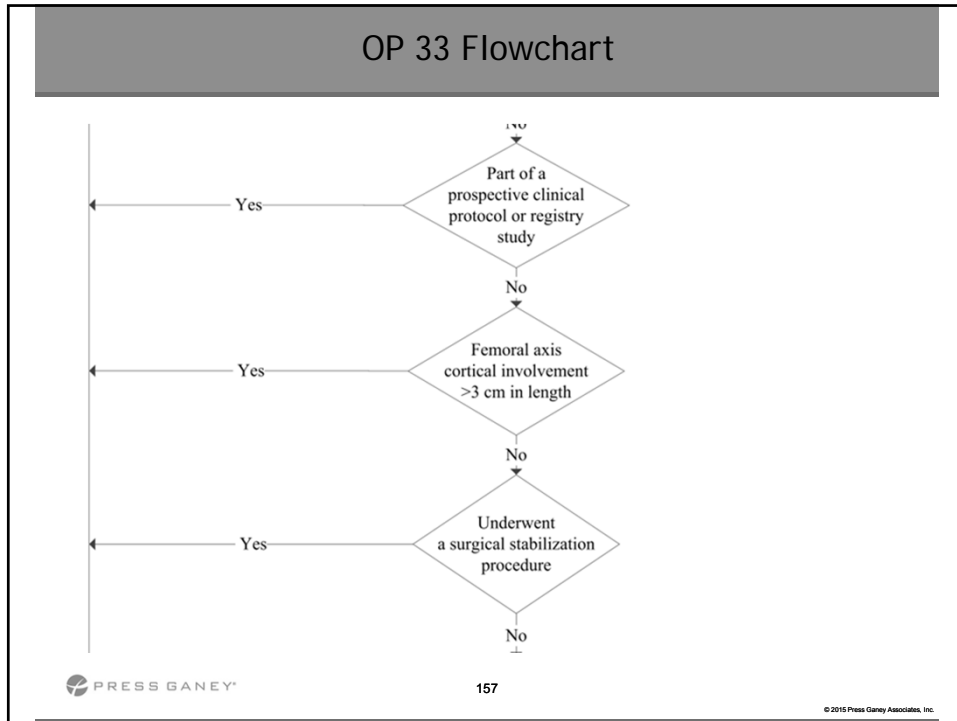 OP 33 Flowchart
No
Part of a
prospective clinical
protocol or registry
study
Yes
No
Femoral axis
cortical involvement
>3 cm in length
Yes
No
Underwent
a surgical stabilization
procedure
Yes
No
PRESS GANEY®
157
© 2015 Press Ganey Associates, Inc.